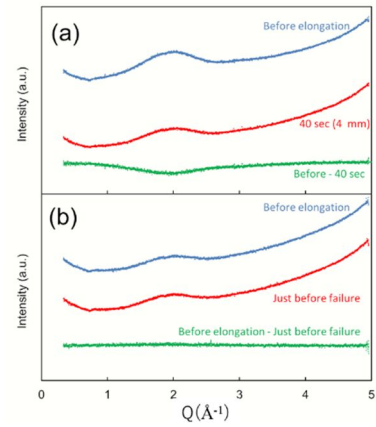 (a)
Before elongation
Intensity (a.u.)
40 sec (4 mm)
Before - 40 sec
(b)
Before elongation
Intensity (a.u.)
Just before failure
Before elongation - Just before failure
0 1 2 3 4 5
Q(Å-1)